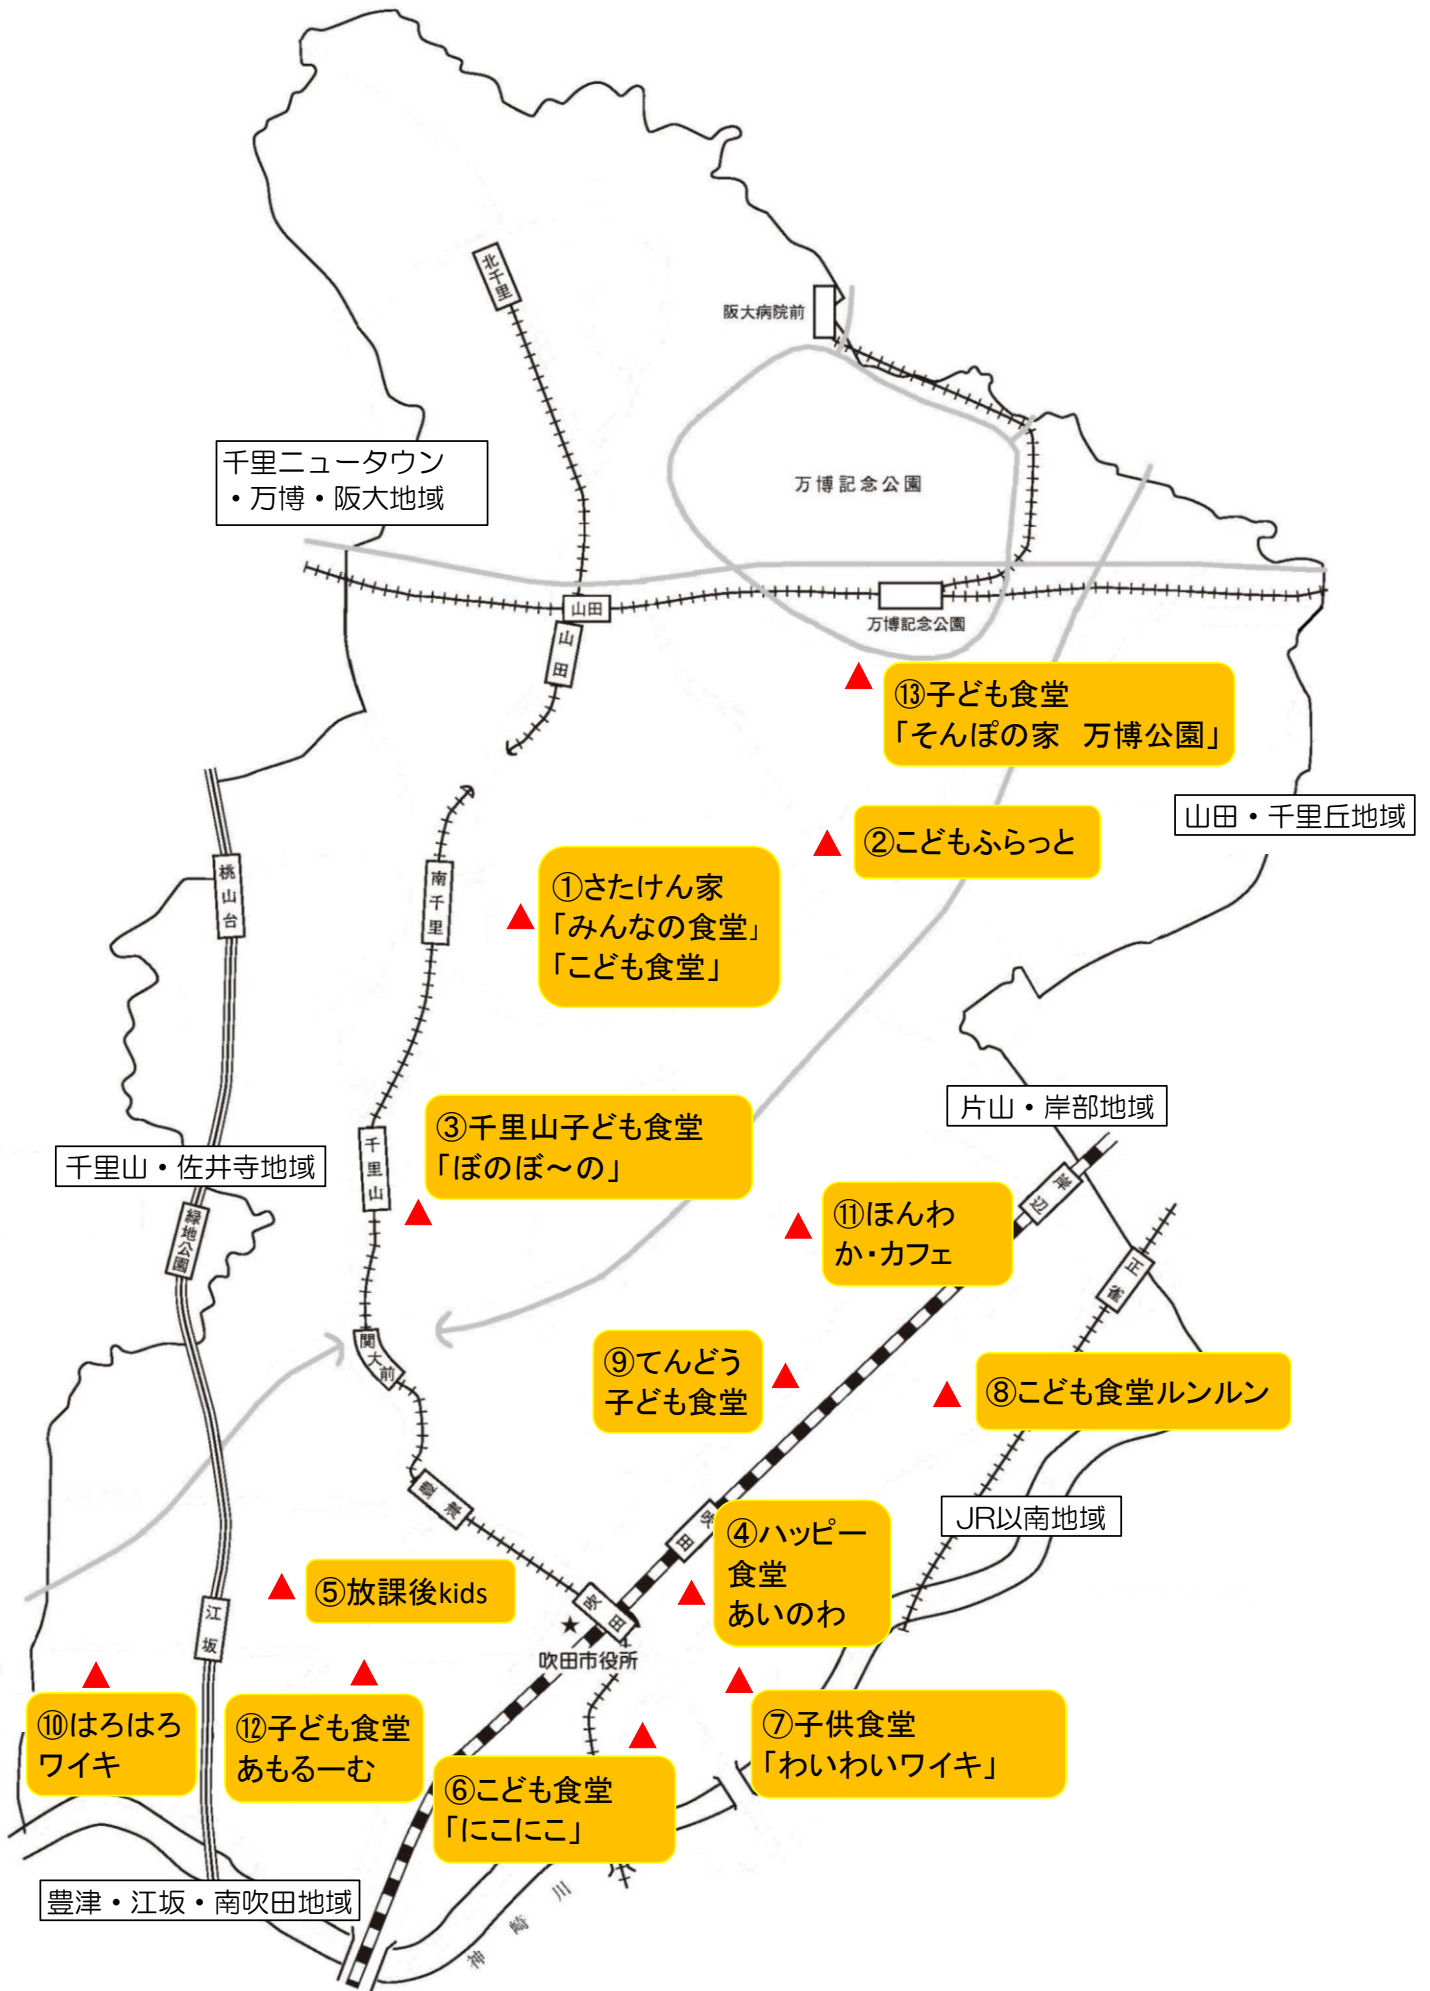 北千里
阪大病院前
千里ニュータウン
・万博・阪大地域
万博記念公園
山田
万博記念公園
山田
⑬子ども食堂
「そんぽの家　万博公園」
山田・千里丘地域
②こどもふらっと
桃山台
南千里
①さたけん家
「みんなの食堂」
「こども食堂」
片山・岸部地域
③千里山子ども食堂
「ぼのぼ～の」
千里山
千里山・佐井寺地域
岸辺
⑪ほんわ
か・カフェ
緑地公園
正雀
関大前
⑨てんどう
子ども食堂
⑧こども食堂ルンルン
豊津
JR以南地域
吹田
④ハッピー
食堂
あいのわ
⑤放課後kids
吹田
江坂
★
吹田市役所
⑩はろはろ
ワイキ
⑫子ども食堂
あもるーむ
⑦子供食堂
「わいわいワイキ」
⑥こども食堂
「にこにこ」
豊津・江坂・南吹田地域
神崎川